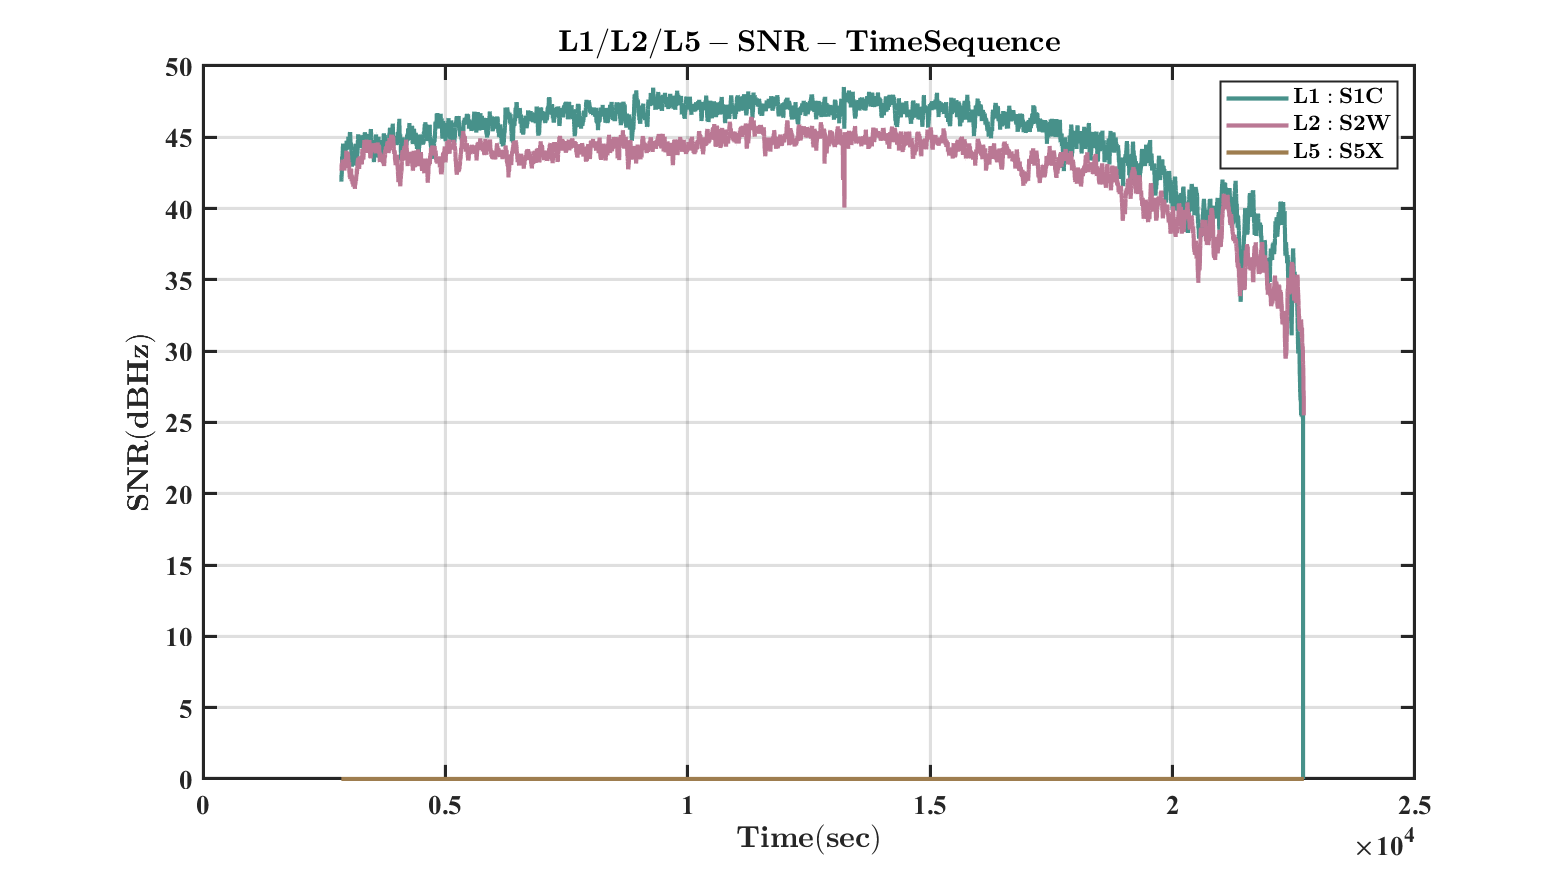 L1/L2/L5 – SNR – TimeSequence
50
45
40
35
30
25
20
15
10
5
0
SNR(dBHz)
L1 : S1C
L2 : S2W
L5 : S5X
0 0.5 1 1.5 2 2.5
Time(sec)
×10⁴